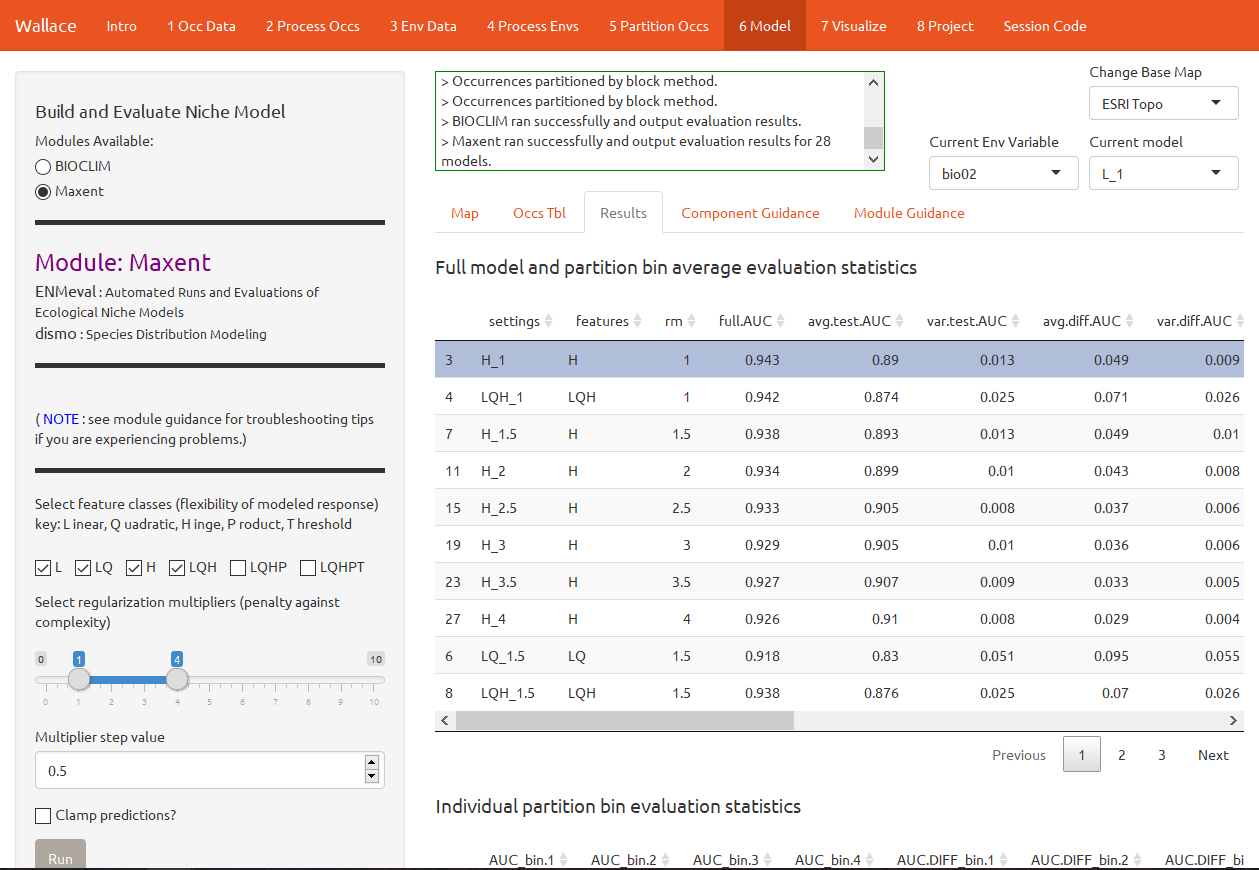 Wallace Intro 1 Occ Data 2 Process Occs 3 Env Data 4 Process Envs 5 Partition Occs 6 Model 7 Visualize 8 Project Session Code
Build and Evaluate Niche Model
Modules Available:
BIOCLIM
Maxent
Module: Maxent
ENMeval : Automated Runs and Evaluations of
Ecological Niche Models
dismo : Species Distribution Modeling
( NOTE : see module guidance for troubleshooting tips
if you are experiencing problems.)
Select feature classes (flexibility of modeled response)
key: L inear, Q uadratic, H inge, P roduct, T hreshold
L LQ H LQH LQHP LQHPT
Select regularization multipliers (penalty against
complexity)
0 1 4 10
0 1 2 3 4 5 6 7 8 9 10
Multiplier step value
0.5
Clamp predictions?
Run
> Occurrences partitioned by block method.
> Occurrences partitioned by block method.
> BIOCLIM ran successfully and output evaluation results.
> Maxent ran successfully and output evaluation results for 28
models.
Change Base Map
ESRI Topo
Current Env Variable Current model
bio02 L_1
Map Occs Tbl Results Component Guidance Module Guidance
Full model and partition bin average evaluation statistics
settings features rm full.AUC avg.test.AUC var.test.AUC avg.diff.AUC var.diff.AUC
3 H_1 H 1 0.943 0.89 0.013 0.049 0.009
4 LQH_1 LQH 1 0.942 0.874 0.025 0.071 0.026
7 H_1.5 H 1.5 0.938 0.893 0.013 0.049 0.01
11 H_2 H 2 0.934 0.899 0.01 0.043 0.008
15 H_2.5 H 2.5 0.933 0.905 0.008 0.037 0.006
19 H_3 H 3 0.929 0.905 0.01 0.036 0.006
23 H_3.5 H 3.5 0.927 0.907 0.009 0.033 0.005
27 H_4 H 4 0.926 0.91 0.008 0.029 0.004
6 LQ_1.5 LQ 1.5 0.918 0.83 0.051 0.095 0.055
8 LQH_1.5 LQH 1.5 0.938 0.876 0.025 0.07 0.026
Previous 1 2 3 Next
Individual partition bin evaluation statistics
AUC_bin.1 AUC_bin.2 AUC_bin.3 AUC_bin.4 AUC.DIFF_bin.1 AUC.DIFF_bin.2 AUC.DIFF_bi